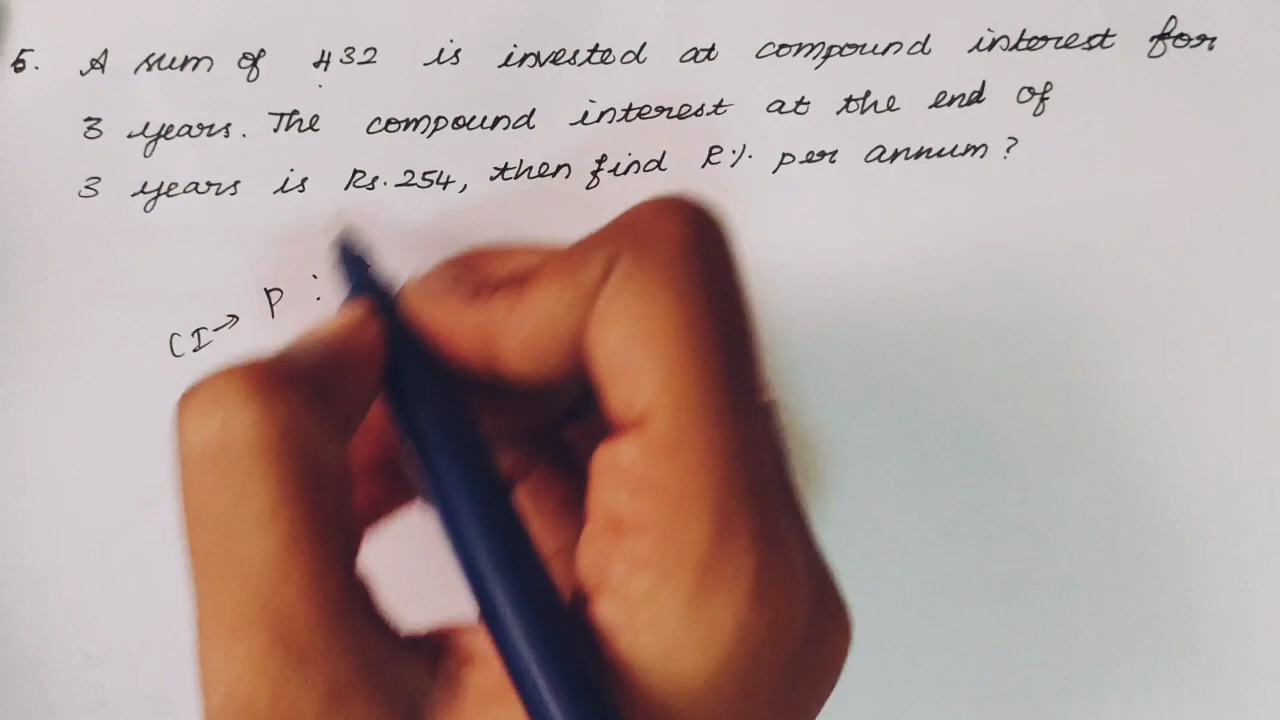 5. A sum of 432 is invested at compound interest for
3 years. The compound interest at the end of
3 years is Rs.254, then find R% per annum?
CI→ P :